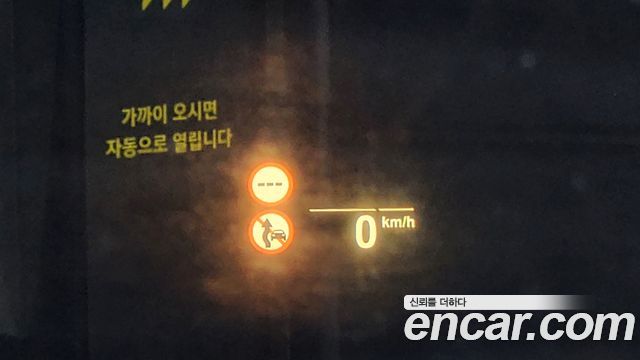 가까이 오시면
자동으로 열립니다
---
0 km/h
신뢰를 더하다
encar.com